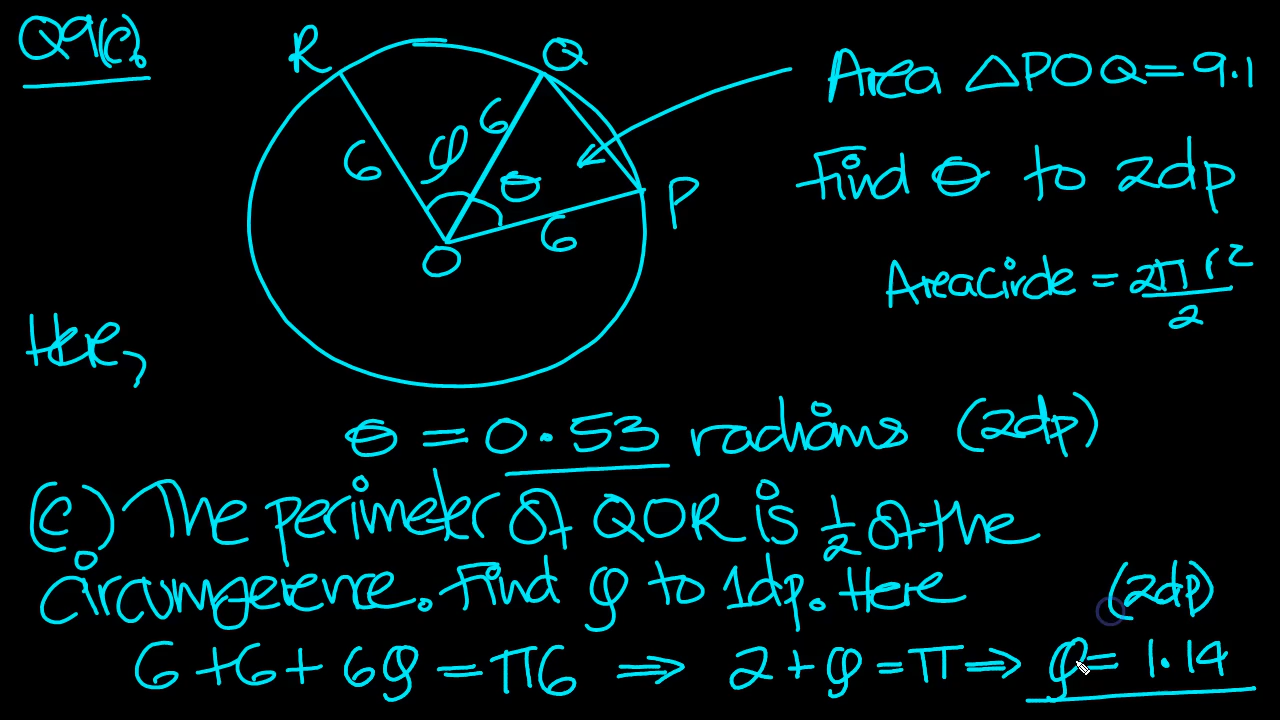 Q9(c).
R
Q
6
φ
6
θ
6
P
O
Area △POQ = 9.1
Find θ to 2dp
Area circle = 2πr²/2
Here,
θ = 0.53 radians (2dp)
(c) The perimeter of QOR is 1/2 of the
circumference. Find φ to 1dp. Here
(2dp)
6 + 6 + 6φ = π6 ⇒ 2 + φ = π ⇒ φ = 1.14